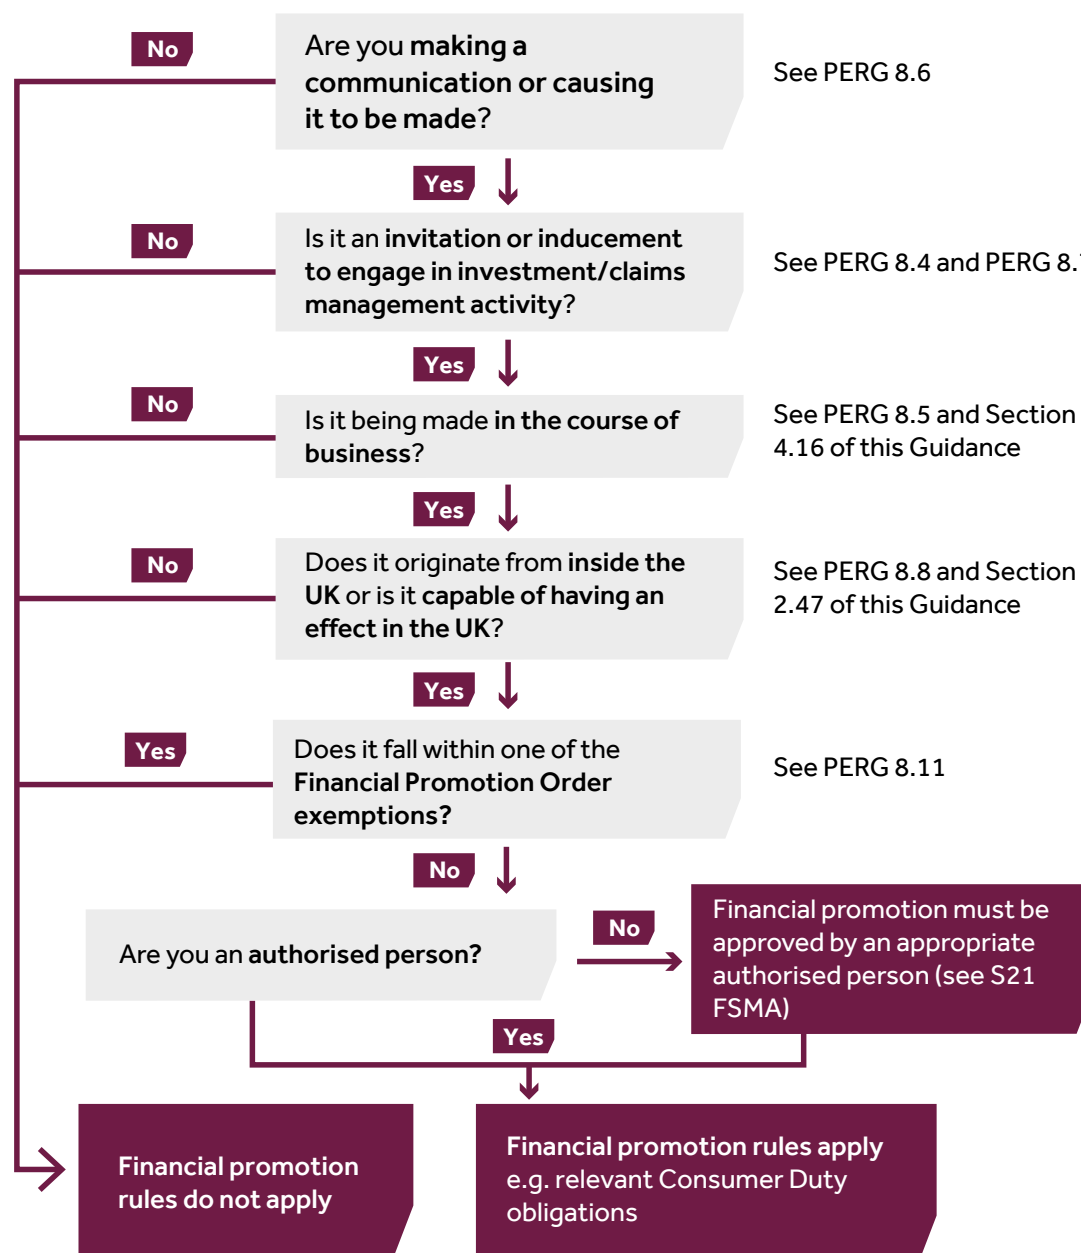 No
Are you making a
communication or causing
it to be made?
See PERG 8.6
Yes
No
Is it an invitation or inducement
to engage in investment/claims
management activity?
See PERG 8.4 and PERG
Yes
No
Is it being made in the course of
business?
See PERG 8.5 and Section
4.16 of this Guidance
Yes
No
Does it originate from inside the
UK or is it capable of having an
effect in the UK?
See PERG 8.8 and Section
2.47 of this Guidance
Yes
Yes
Does it fall within one of the
Financial Promotion Order
exemptions?
See PERG 8.11
No
Are you an authorised person?
No
Financial promotion must be
approved by an appropriate
authorised person (see S21
FSMA)
Yes
Financial promotion
rules do not apply
Financial promotion rules apply
e.g. relevant Consumer Duty
obligations